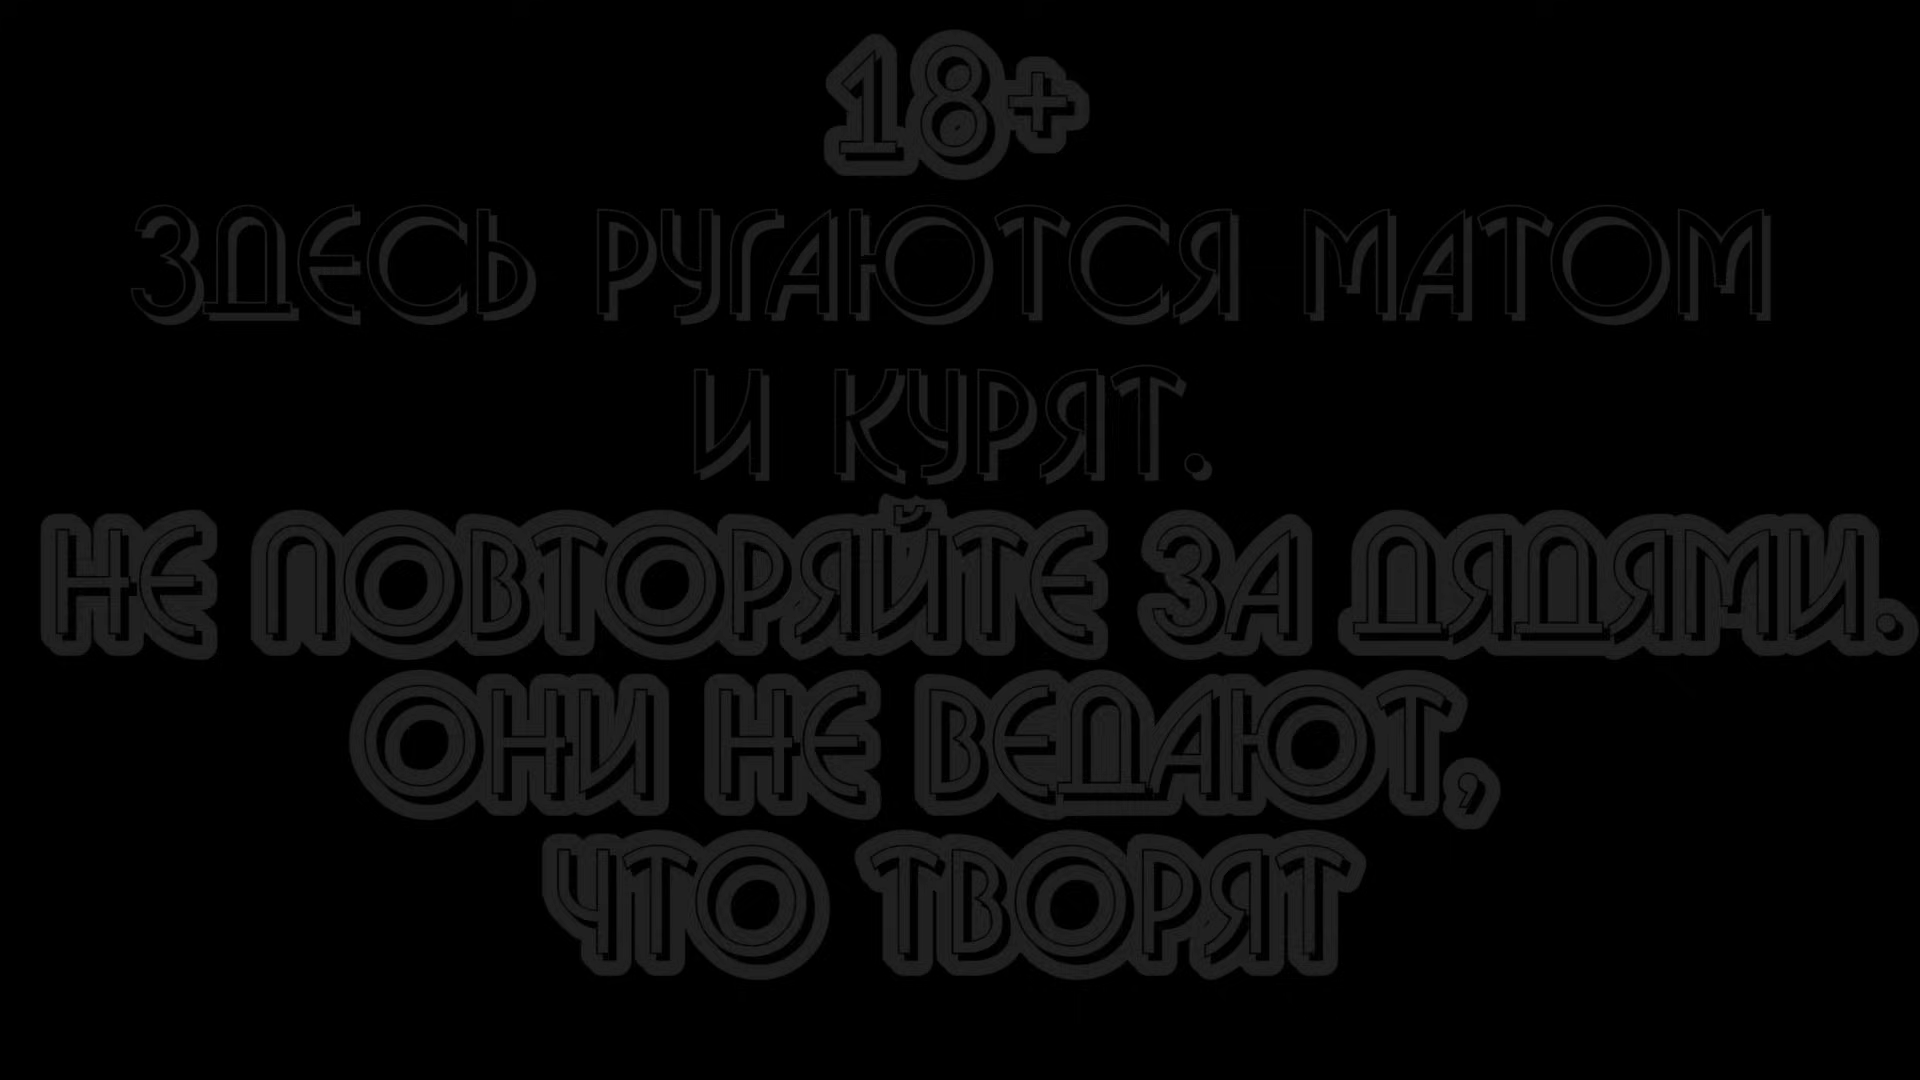 18+
ЗДЕСЬ РУГАЮТСЯ МАТОМ
И КУРЯТ.
НЕ ПОВТОРЯЙТЕ ЗА ДЯДЯМИ.
ОНИ НЕ ВЕДАЮТ,
ЧТО ТВОРЯТ